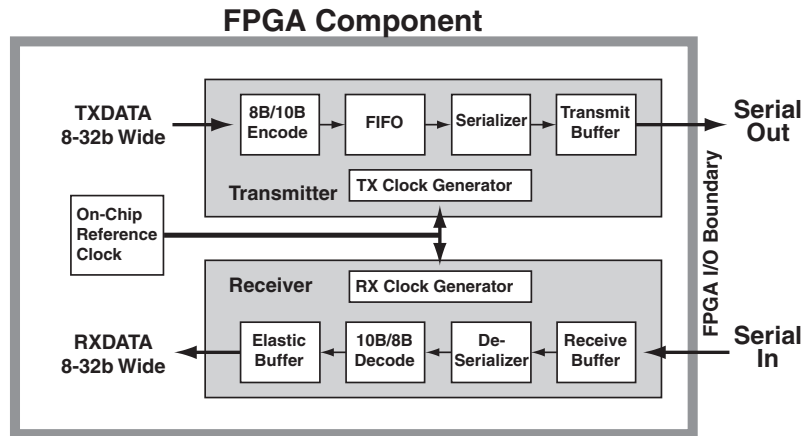 FPGA Component
TXDATA
8-32b Wide
8B/10B
Encode
FIFO
Serializer
Transmit
Buffer
Serial
Out
Transmitter
TX Clock Generator
On-Chip
Reference
Clock
FPGA I/O Boundary
Receiver
RX Clock Generator
RXDATA
8-32b Wide
Elastic
Buffer
10B/8B
Decode
De-
Serializer
Receive
Buffer
Serial
In